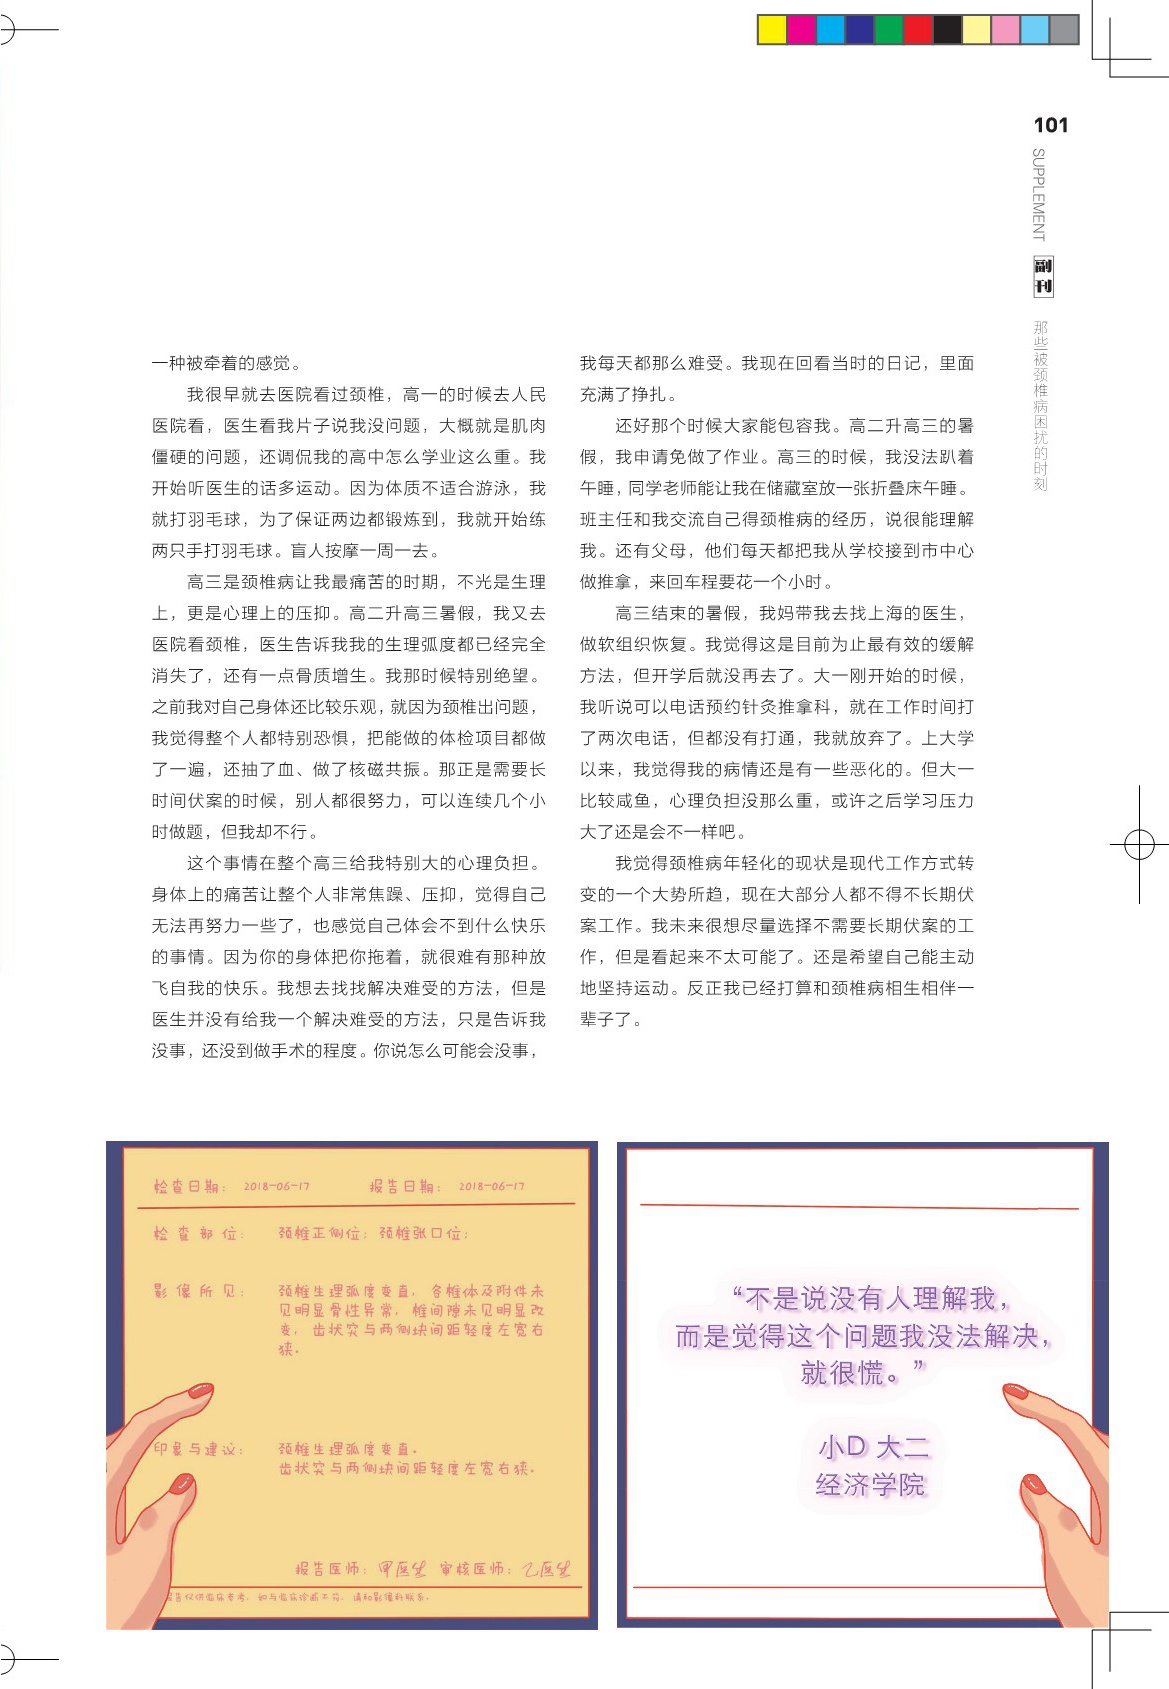 101
SUPPLEMENT
副刊
那些被颈椎病困扰的时刻
一种被牵着的感觉。
我很早就去医院看过颈椎，高一的时候去人民
医院看，医生看我片子说我没问题，大概就是肌肉
僵硬的问题，还调侃我的高中怎么学业这么重。我
开始听医生的话多运动。因为体质不适合游泳，我
就打羽毛球，为了保证两边都锻炼到，我就开始练
两只手打羽毛球。盲人按摩一周一去。
高三是颈椎病让我最痛苦的时期，不光是生理
上，更是心理上的压抑。高二升高三暑假，我又去
医院看颈椎，医生告诉我我的生理弧度都已经完全
消失了，还有一点骨质增生。我那时候特别绝望。
之前我对自己身体还比较乐观，就因为颈椎出问题，
我觉得整个人都特别恐惧，把能做的体检项目都做
了一遍，还抽了血、做了核磁共振。那正是需要长
时间伏案的时候，别人都很努力，可以连续几个小
时做题，但我却不行。
这个事情在整个高三给我特别大的心理负担。
身体上的痛苦让整个人非常焦躁、压抑，觉得自己
无法再努力一些了，也感觉自己体会不到什么快乐
的事情。因为你的身体把你拖着，就很难有那种放
飞自我的快乐。我想去找找解决难受的方法，但是
医生并没有给我一个解决难受的方法，只是告诉我
没事，还没到做手术的程度。你说怎么可能会没事，
我每天都那么难受。我现在回看当时的日记，里面
充满了挣扎。
还好那个时候大家能包容我。高二升高三的暑
假，我申请免做了作业。高三的时候，我没法趴着
午睡，同学老师能让我在储藏室放一张折叠床午睡。
班主任和我交流自己得颈椎病的经历，说很能理解
我。还有父母，他们每天都把我从学校接到市中心
做推拿，来回车程要花一个小时。
高三结束的暑假，我妈带我去找上海的医生，
做软组织恢复。我觉得这是目前为止最有效的缓解
方法，但开学后就没再去了。大一刚开始的时候，
我听说可以电话预约针灸推拿科，就在工作时间打
了两次电话，但都没有打通，我就放弃了。上大学
以来，我觉得我的病情还是有一些恶化的。但大一
比较咸鱼，心理负担没那么重，或许之后学习压力
大了还是会不一样吧。
我觉得颈椎病年轻化的现状是现代工作方式转
变的一个大势所趋，现在大部分人都不得不长期伏
案工作。我未来很想尽量选择不需要长期伏案的工
作，但是看起来不太可能了。还是希望自己能主动
地坚持运动。反正我已经打算和颈椎病相生相伴一
辈子了。
检查日期： 2018-06-17 报告日期： 2018-06-17
检查部位： 颈椎正侧位；颈椎张口位；
影像所见： 颈椎生理弧度变直，各椎体及附件未
见明显骨性异常，椎间隙未见明显改
变，齿状突与两侧块间距轻度左宽右
狭。
印象与建议： 颈椎生理弧度变直。
齿状突与两侧块间距轻度左宽右狭。
报告医师：甲医生 审核医师：乙医生
报告仅供临床参考，如与临床诊断不符，请和影像科联系。
“不是说没有人理解我，
而是觉得这个问题我没法解决，
就很慌。”
小D 大二
经济学院